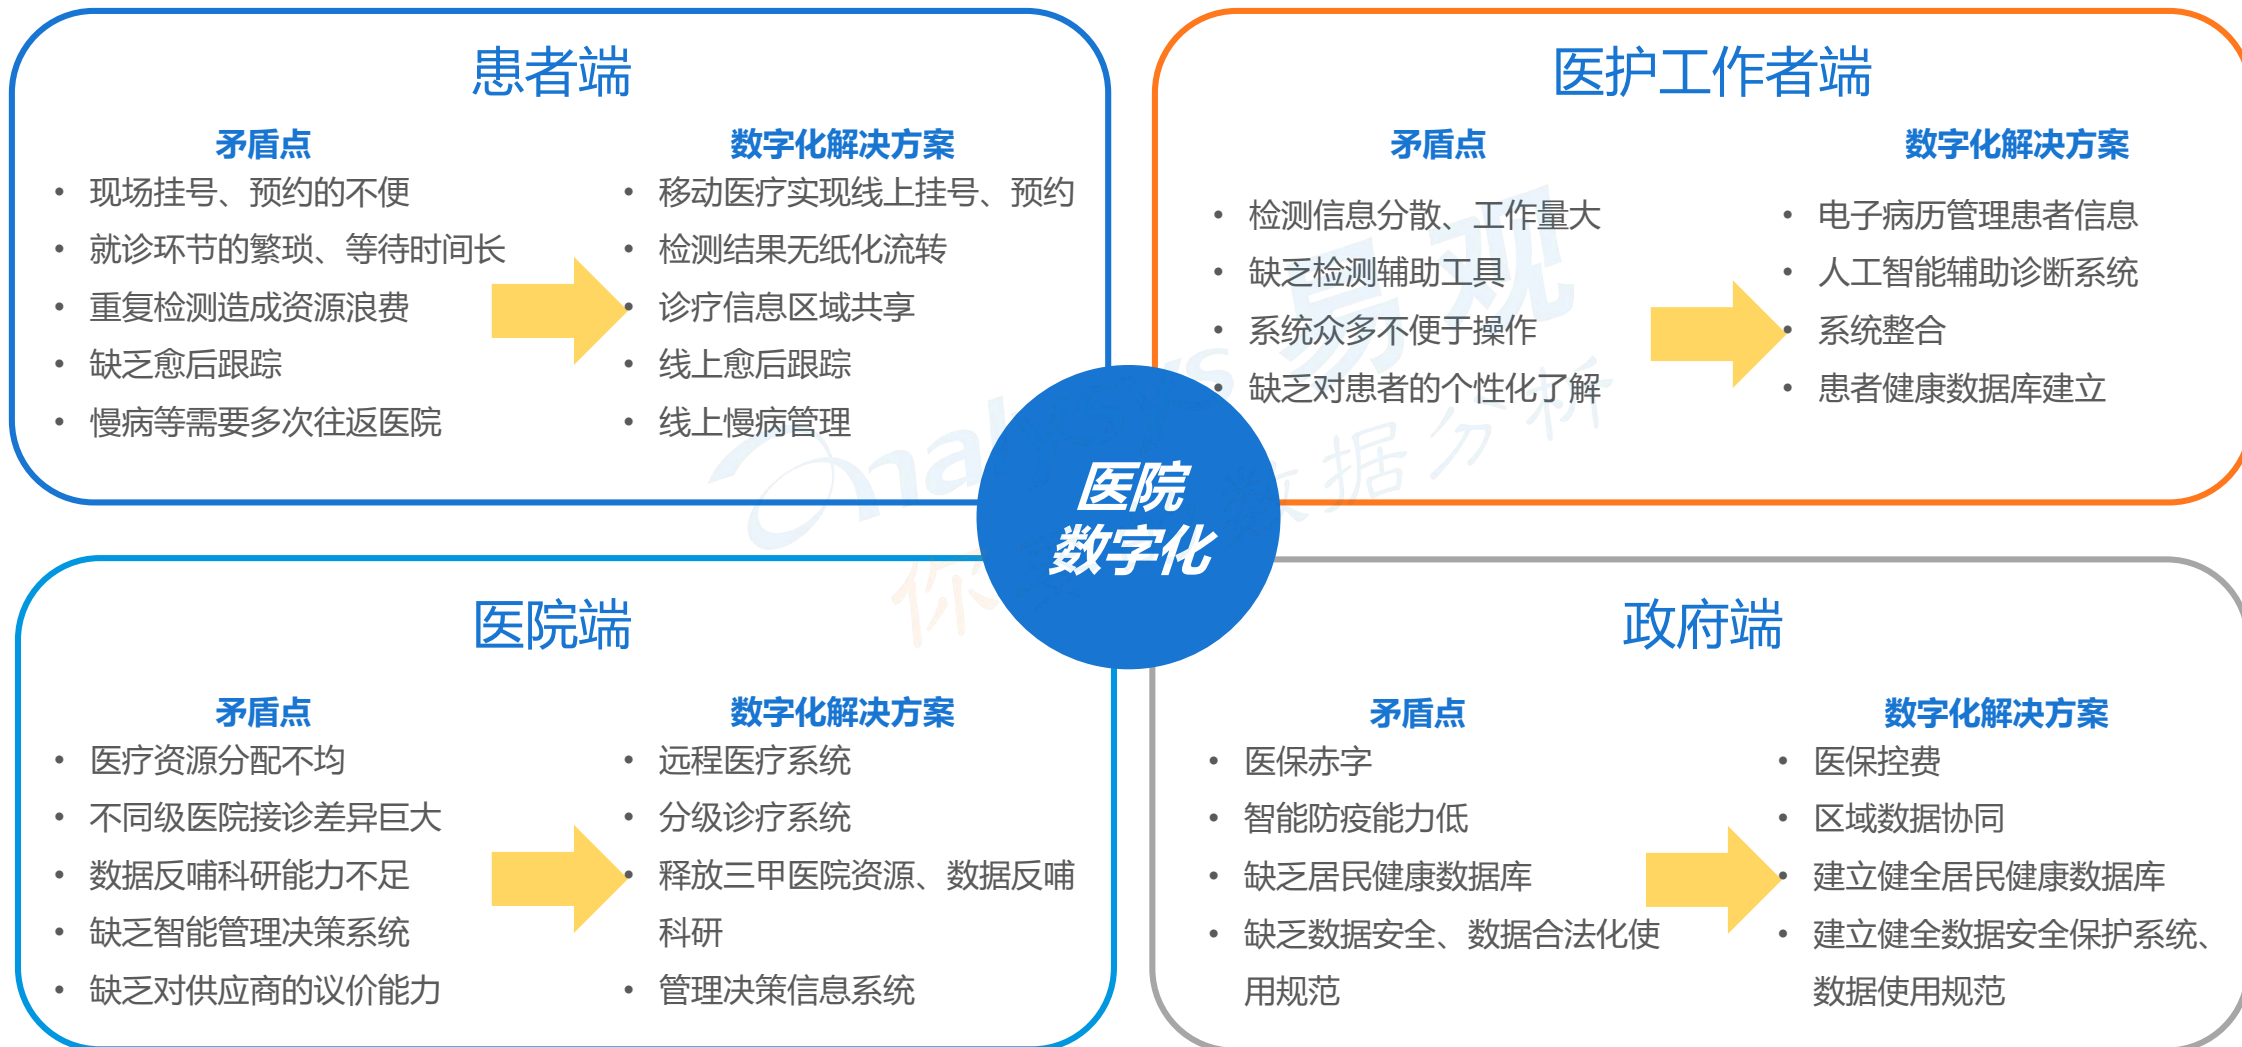 患者端
矛盾点
• 现场挂号、预约的不便
• 就诊环节的繁琐、等待时间长
• 重复检测造成资源浪费
• 缺乏愈后跟踪
• 慢病等需要多次往返医院
数字化解决方案
• 移动医疗实现线上挂号、预约
• 检测结果无纸化流转
• 诊疗信息区域共享
• 线上愈后跟踪
• 线上慢病管理
医护工作者端
矛盾点
• 检测信息分散、工作量大
• 缺乏检测辅助工具
• 系统众多不便于操作
• 缺乏对患者的个性化了解
数字化解决方案
• 电子病历管理患者信息
• 人工智能辅助诊断系统
• 系统整合
• 患者健康数据库建立
医院
数字化
医院端
矛盾点
• 医疗资源分配不均
• 不同级医院接诊差异巨大
• 数据反哺科研能力不足
• 缺乏智能管理决策系统
• 缺乏对供应商的议价能力
数字化解决方案
• 远程医疗系统
• 分级诊疗系统
• 释放三甲医院资源、数据反哺
科研
• 管理决策信息系统
政府端
矛盾点
• 医保赤字
• 智能防疫能力低
• 缺乏居民健康数据库
• 缺乏数据安全、数据合法化使
用规范
数字化解决方案
• 医保控费
• 区域数据协同
• 建立健全居民健康数据库
• 建立健全数据安全保护系统、
数据使用规范
易观
数据分析